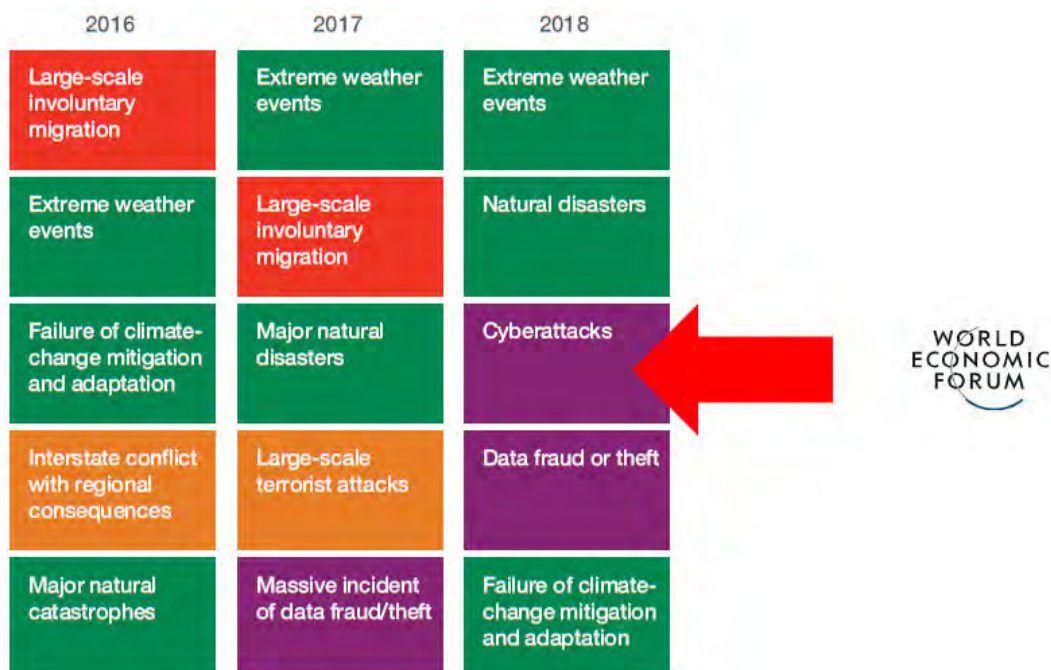 2016
2017
2018
Large-scale
involuntary
migration
Extreme weather
events
Extreme weather
events
Extreme weather
events
Large-scale
involuntary
migration
Natural disasters
Failure of climate-
change mitigation
and adaptation
Major natural
disasters
Cyberattacks
WORLD
ECONOMIC
FORUM
Interstate conflict
with regional
consequences
Large-scale
terrorist attacks
Data fraud or theft
Major natural
catastrophes
Massive incident
of data fraud/theft
Failure of climate-
change mitigation
and adaptation